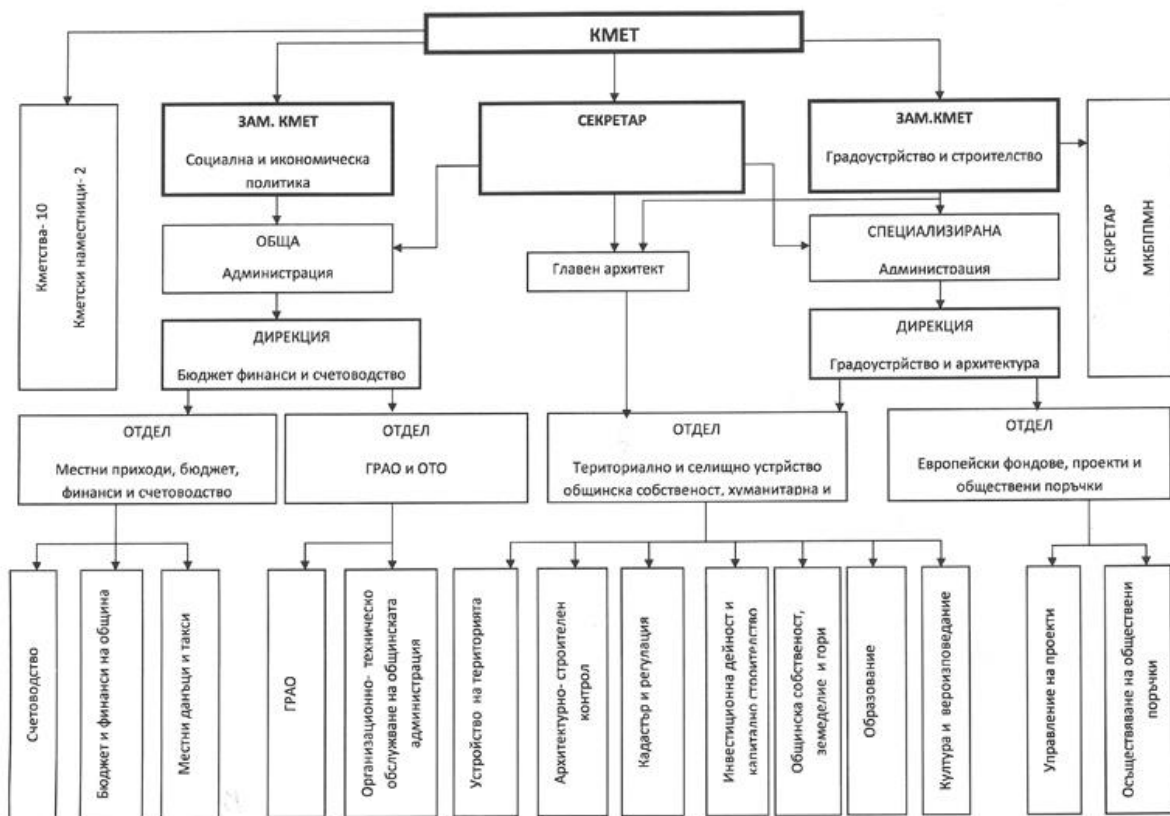 КМЕТ
Кметства- 10
Кметски наместници- 2
ЗАМ. КМЕТ
Социална и икономическа
политика
СЕКРЕТАР
ЗАМ.КМЕТ
Градоустрйство и строителство
СЕКРЕТАР
МКБППМН
ОБЩА
Администрация
Главен архитект
СПЕЦИАЛИЗИРАНА
Администрация
ДИРЕКЦИЯ
Бюджет финанси и счетоводство
ДИРЕКЦИЯ
Градоустрйство и архитектура
ОТДЕЛ
Местни приходи, бюджет,
финанси и счетоводство
ОТДЕЛ
ГРАО и ОТО
ОТДЕЛ
Териториално и селищно устрйство
общинска собственост, хуманитарна и
ОТДЕЛ
Европейски фондове, проекти и
обществени поръчки
Счетоводство
Бюджет и финанси на община
Местни данъци и такси
ГРАО
Организационно- техническо
обслужване на общинската
администрация
Устройство на територията
Архитектурно- строителен
контрол
Кадастър и регулация
Инвестиционна дейност и
капитално строителство
Общинска собственост,
земеделие и гори
Образование
Култура и вероизповедание
Управление на проекти
Осъществяване на обществени
поръчки